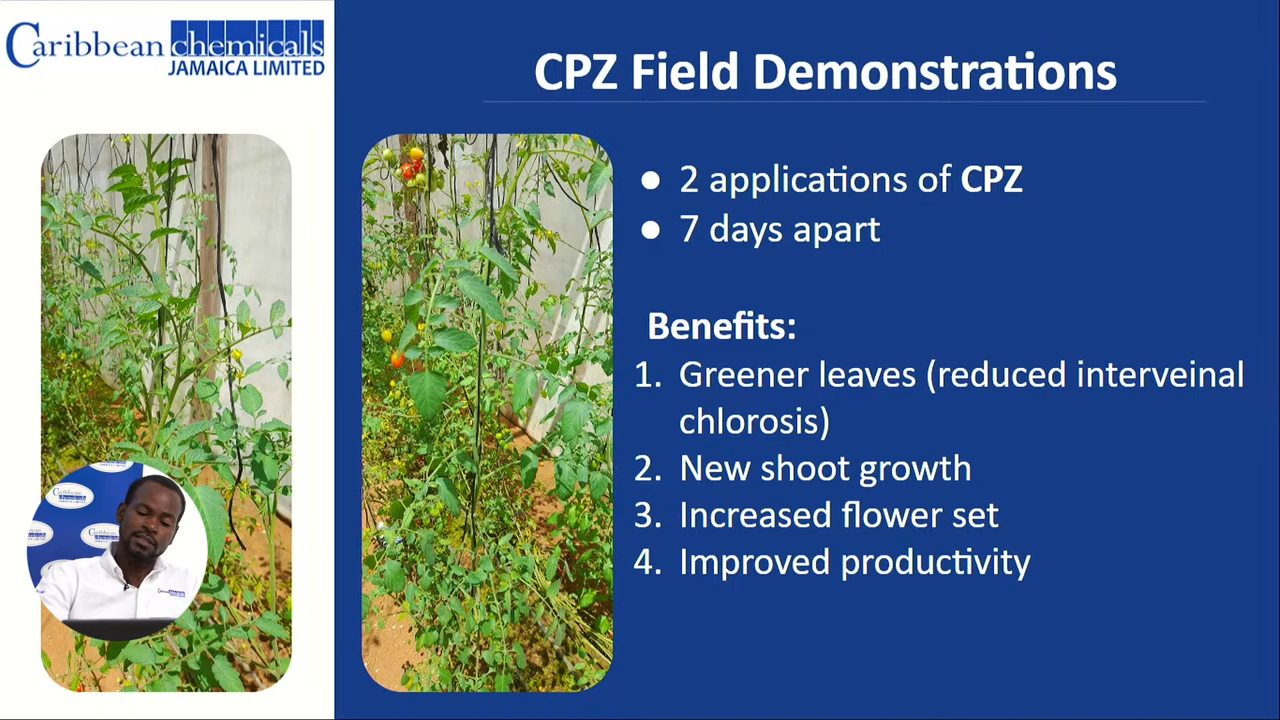 Caribbean chemicals
JAMAICA LIMITED
CPZ Field Demonstrations
● 2 applications of CPZ
● 7 days apart
Benefits:
1. Greener leaves (reduced interveinal
chlorosis)
2. New shoot growth
3. Increased flower set
4. Improved productivity